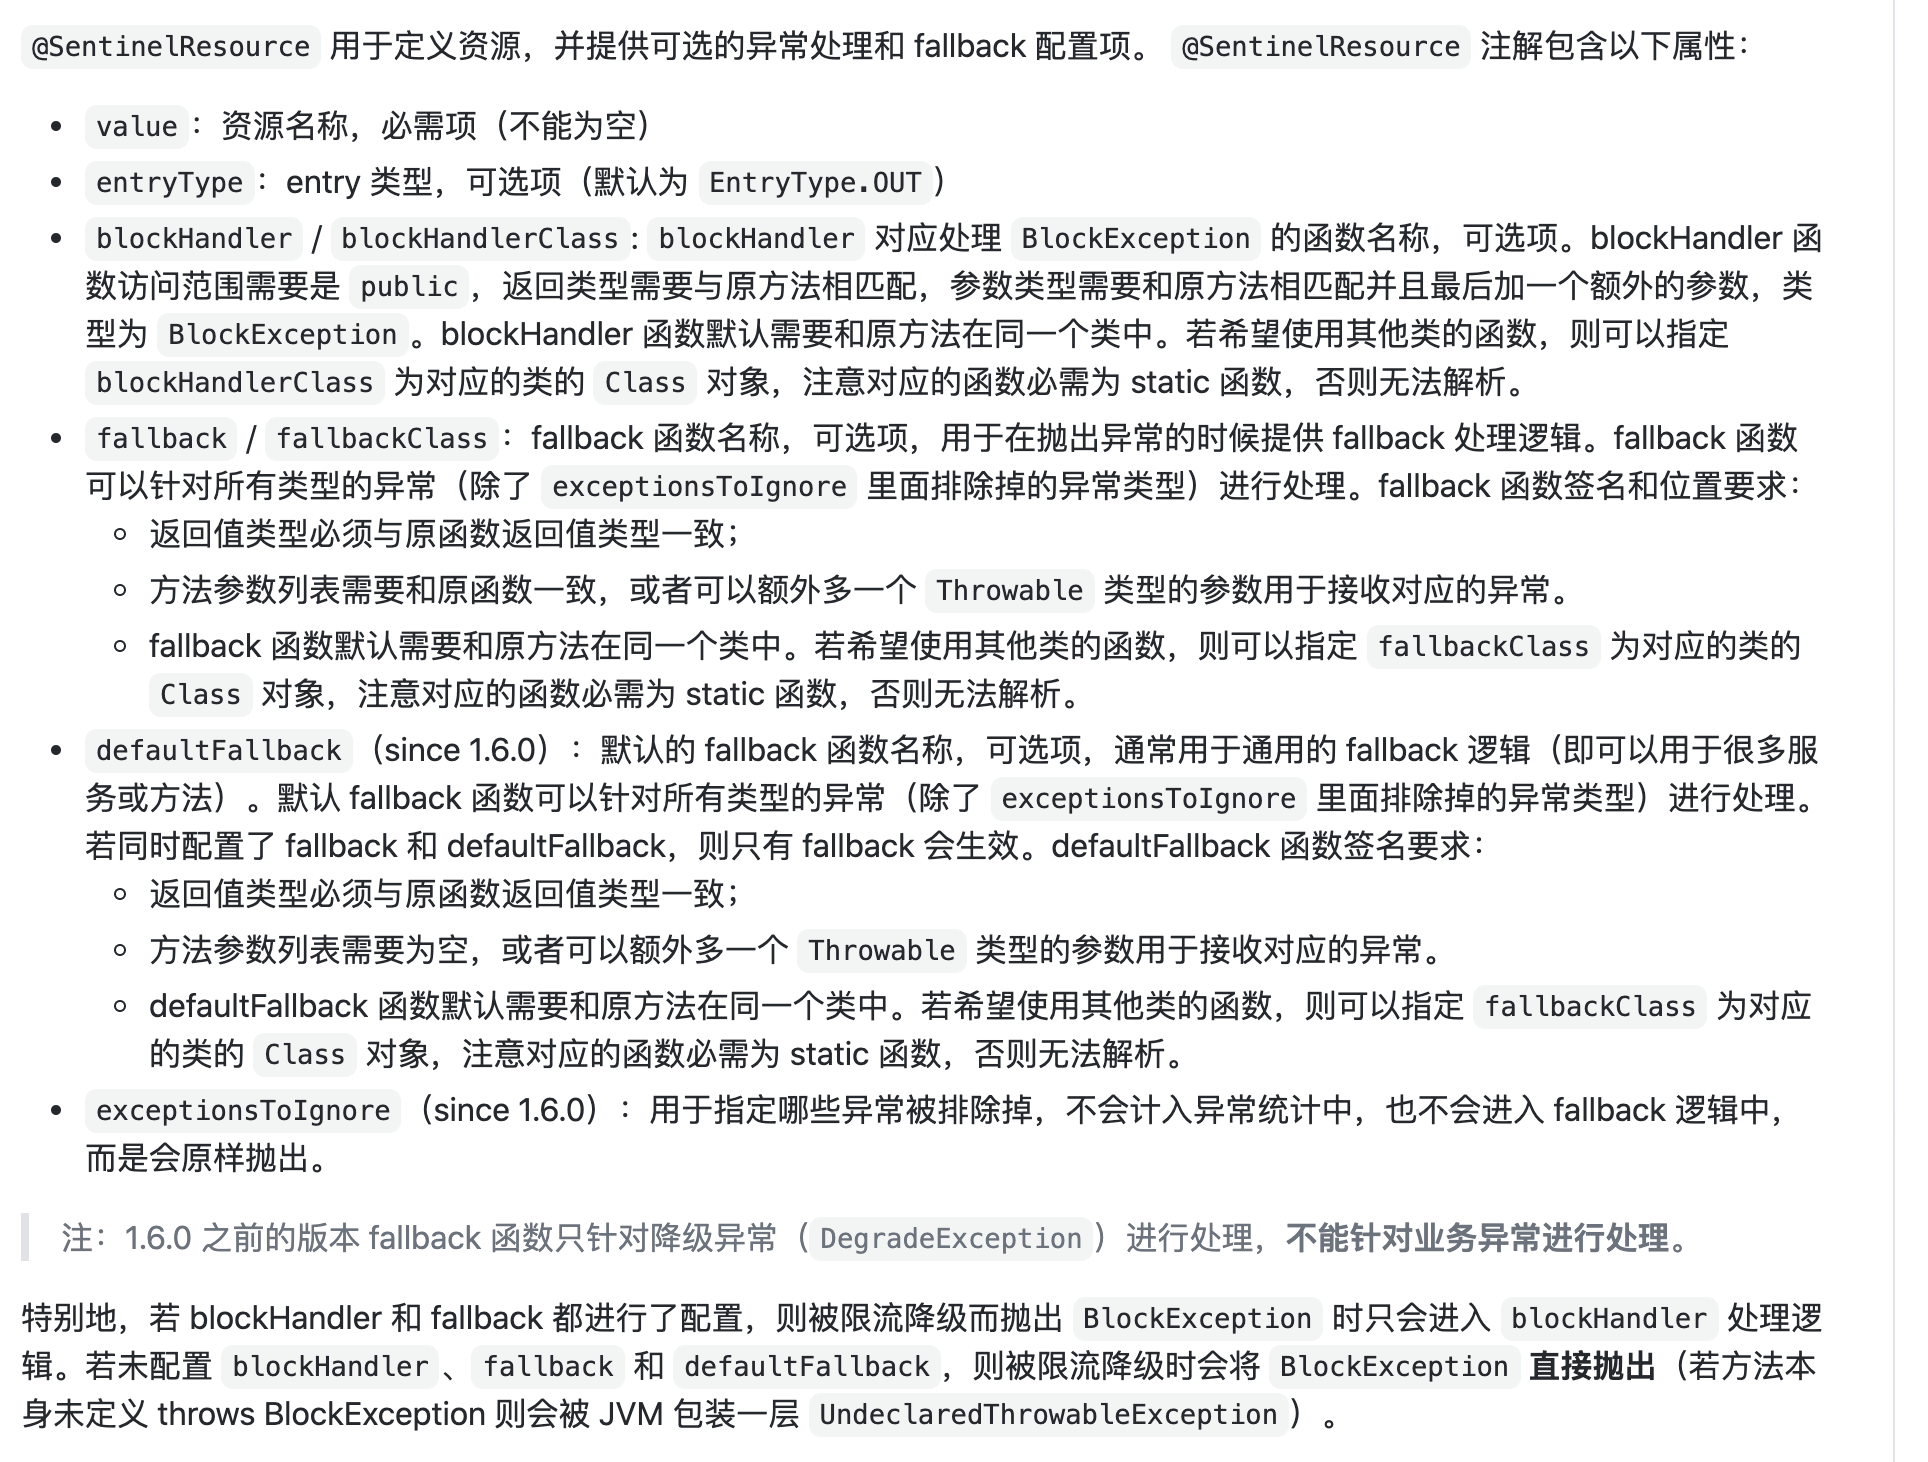 @SentinelResource 用于定义资源，并提供可选的异常处理和 fallback 配置项。 @SentinelResource 注解包含以下属性：
• value：资源名称，必需项（不能为空）
• entryType：entry 类型，可选项（默认为 EntryType.OUT）
• blockHandler / blockHandlerClass: blockHandler 对应处理 BlockException 的函数名称，可选项。blockHandler 函
数访问范围需要是 public，返回类型需要与原方法相匹配，参数类型需要和原方法相匹配并且最后加一个额外的参数，类
型为 BlockException。blockHandler 函数默认需要和原方法在同一个类中。若希望使用其他类的函数，则可以指定
blockHandlerClass 为对应的类的 Class 对象，注意对应的函数必需为 static 函数，否则无法解析。
• fallback / fallbackClass：fallback 函数名称，可选项，用于在抛出异常的时候提供 fallback 处理逻辑。fallback 函数
可以针对所有类型的异常（除了 exceptionsToIgnore 里面排除掉的异常类型）进行处理。fallback 函数签名和位置要求：
◦ 返回值类型必须与原函数返回值类型一致；
◦ 方法参数列表需要和原函数一致，或者可以额外多一个 Throwable 类型的参数用于接收对应的异常。
◦ fallback 函数默认需要和原方法在同一个类中。若希望使用其他类的函数，则可以指定 fallbackClass 为对应的类的
Class 对象，注意对应的函数必需为 static 函数，否则无法解析。
• defaultFallback（since 1.6.0）：默认的 fallback 函数名称，可选项，通常用于通用的 fallback 逻辑（即可以用于很多服
务或方法）。默认 fallback 函数可以针对所有类型的异常（除了 exceptionsToIgnore 里面排除掉的异常类型）进行处理。
若同时配置了 fallback 和 defaultFallback，则只有 fallback 会生效。defaultFallback 函数签名要求：
◦ 返回值类型必须与原函数返回值类型一致；
◦ 方法参数列表需要为空，或者可以额外多一个 Throwable 类型的参数用于接收对应的异常。
◦ defaultFallback 函数默认需要和原方法在同一个类中。若希望使用其他类的函数，则可以指定 fallbackClass 为对应
的类的 Class 对象，注意对应的函数必需为 static 函数，否则无法解析。
• exceptionsToIgnore（since 1.6.0）：用于指定哪些异常被排除掉，不会计入异常统计中，也不会进入 fallback 逻辑中，
而是会原样抛出。
注：1.6.0 之前的版本 fallback 函数只针对降级异常（DegradeException）进行处理，不能针对业务异常进行处理。
特别地，若 blockHandler 和 fallback 都进行了配置，则被限流降级而抛出 BlockException 时只会进入 blockHandler 处理逻
辑。若未配置 blockHandler、fallback 和 defaultFallback，则被限流降级时会将 BlockException 直接抛出（若方法本
身未定义 throws BlockException 则会被 JVM 包装一层 UndeclaredThrowableException）。